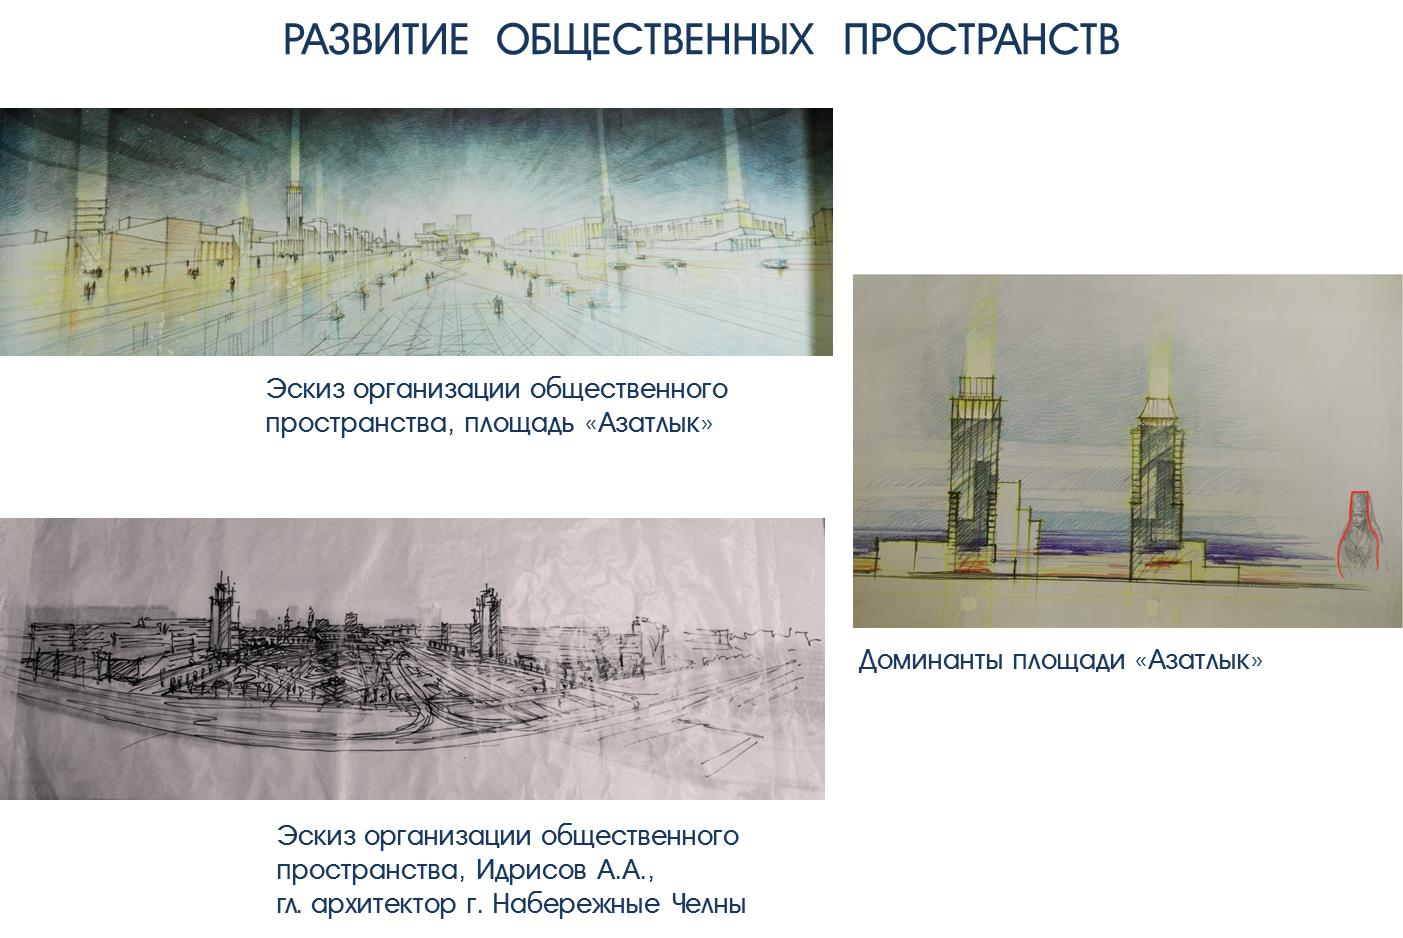 РАЗВИТИЕ ОБЩЕСТВЕННЫХ ПРОСТРАНСТВ
Эскиз организации общественного
пространства, площадь «Азатлык»
Доминанты площади «Азатлык»
Эскиз организации общественного
пространства, Идрисов А.А.,
гл. архитектор г. Набережные Челны